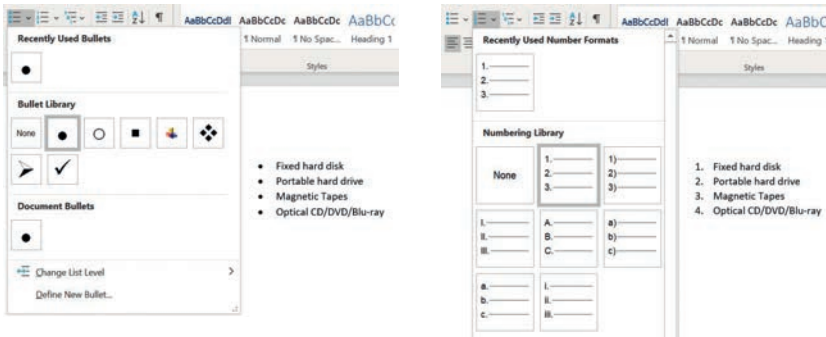 AaBbCcDdI AaBbCcDc AaBbCcDc AaBbCc
Recently Used Bullets
¶ Normal ¶ No Spac... Heading 1
Styles
Bullet Library
None
Document Bullets
Change List Level
Define New Bullet...
• Fixed hard disk
• Portable hard drive
• Magnetic Tapes
• Optical CD/DVD/Blu-ray
AaBbCcDdI AaBbCcDc AaBbCcDc AaBbC
Recently Used Number Formats
¶ Normal ¶ No Spac... Heading
Styles
1.
2.
3.
Numbering Library
None
1.
2.
3.
1)
2)
3)
I.
II.
III.
A.
B.
C.
a)
b)
c)
a.
b.
c.
i.
ii.
iii.
1. Fixed hard disk
2. Portable hard drive
3. Magnetic Tapes
4. Optical CD/DVD/Blu-ray